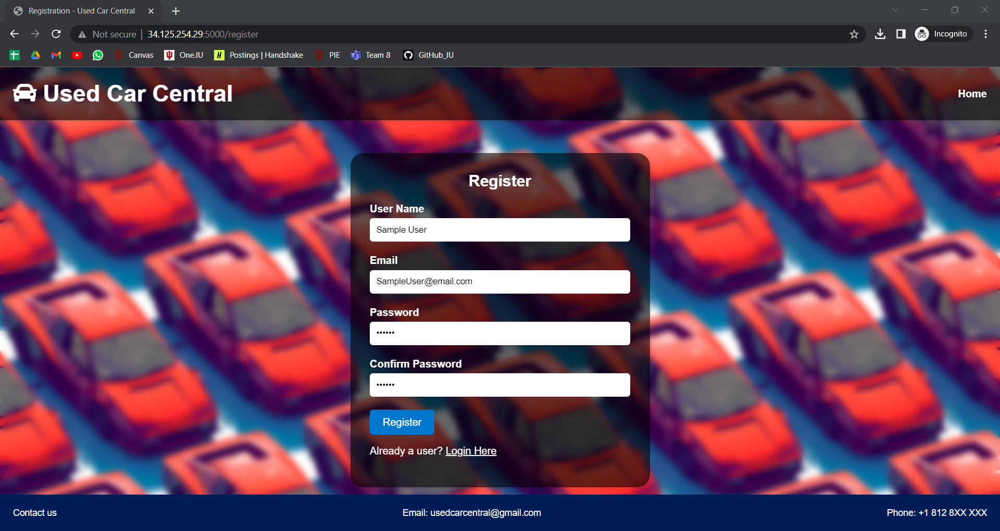 Registration - Used Car Central
Not secure | 34.125.254.29:5000/register
Incognito
Canvas
One.IU
Postings | Handshake
PIE
Team 8
GitHub_IU
Used Car Central
Home
Register
User Name
Sample User
Email
SampleUser@email.com
Password
••••••
Confirm Password
••••••
Register
Already a user? Login Here
Contact us
Email: usedcarcentral@gmail.com
Phone: +1 812 8XX XXX